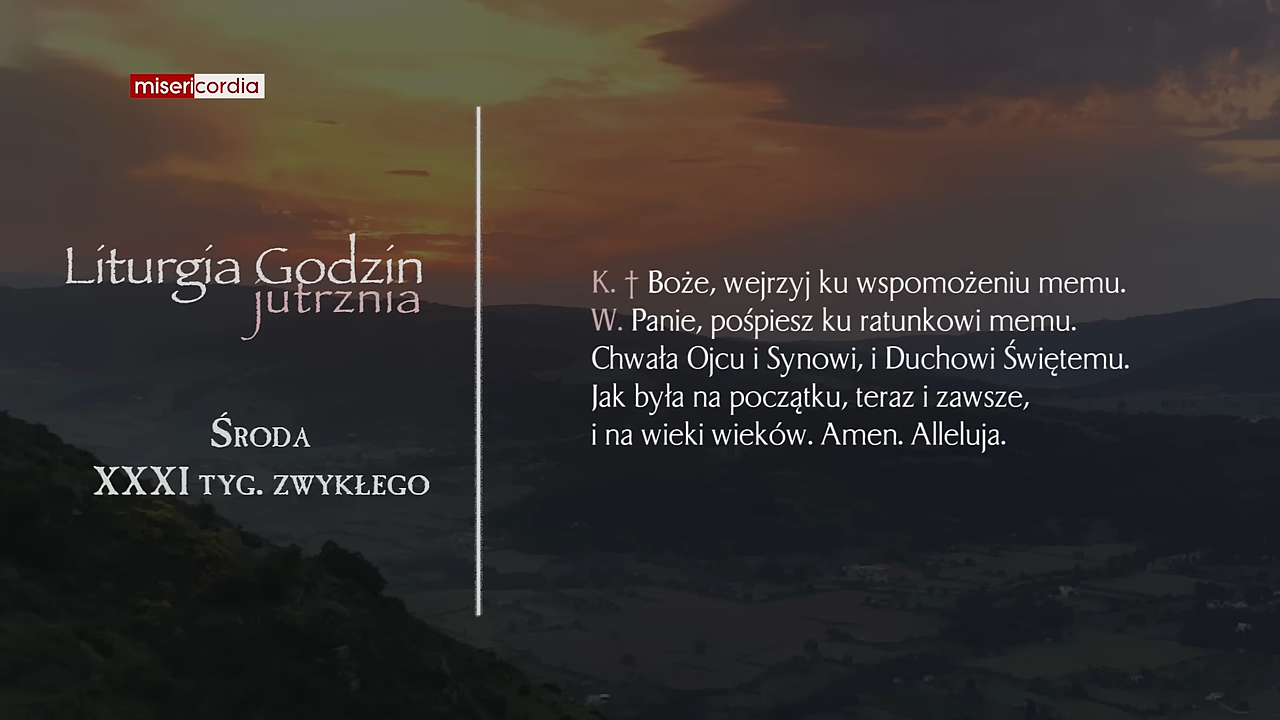 misericordia
Liturgia Godzin
jutrznia
Środa
XXXI tyg. zwykłego
K. † Boże, wejrzyj ku wspomożeniu memu.
W. Panie, pośpiesz ku ratunkowi memu.
Chwała Ojcu i Synowi, i Duchowi Świętemu.
Jak była na początku, teraz i zawsze,
i na wieki wieków. Amen. Alleluja.